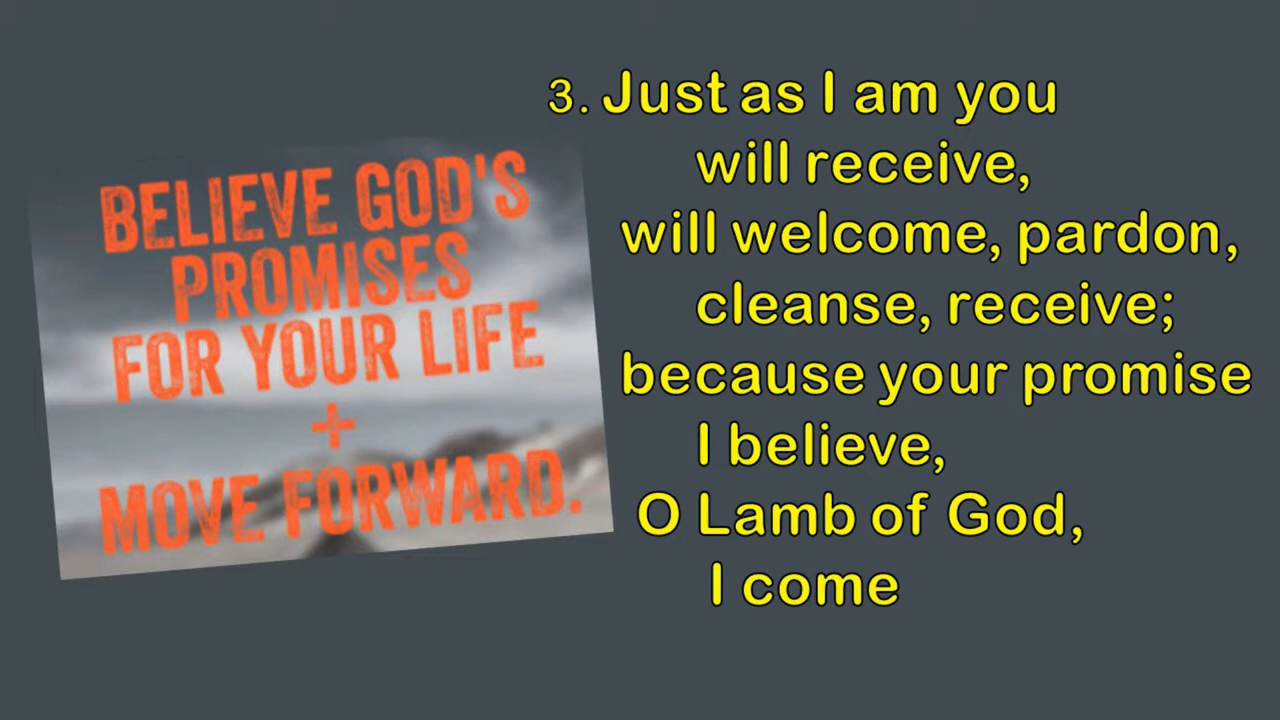 BELIEVE GOD'S
PROMISES
FOR YOUR LIFE
+
MOVE FORWARD.
3. Just as I am you
will receive,
will welcome, pardon,
cleanse, receive;
because your promise
I believe,
O Lamb of God,
I come